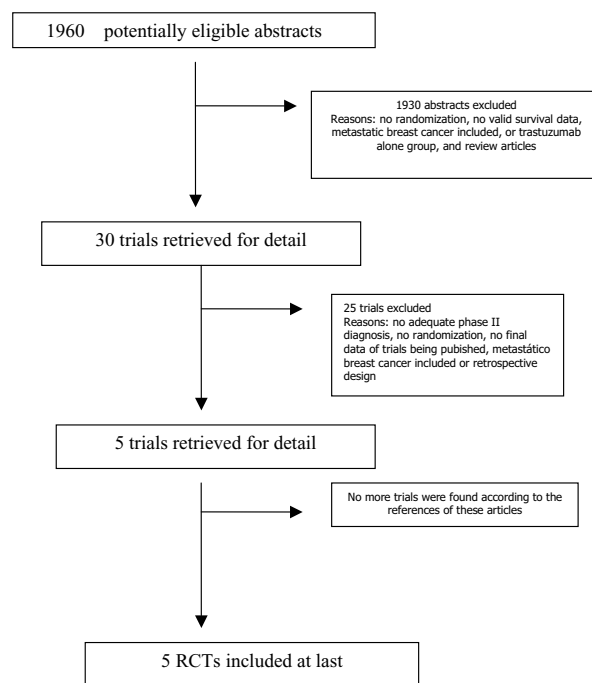 1960 potentially eligible abstracts
1930 abstracts excluded
Reasons: no randomization, no valid survival data,
metastatic breast cancer included, or trastuzumab
alone group, and review articles
30 trials retrieved for detail
25 trials excluded
Reasons: no adequate phase II
diagnosis, no randomization, no final
data of trials being pubished, metastático
breast cancer included or retrospective
design
5 trials retrieved for detail
No more trials were found according to the
references of these articles
5 RCTs included at last